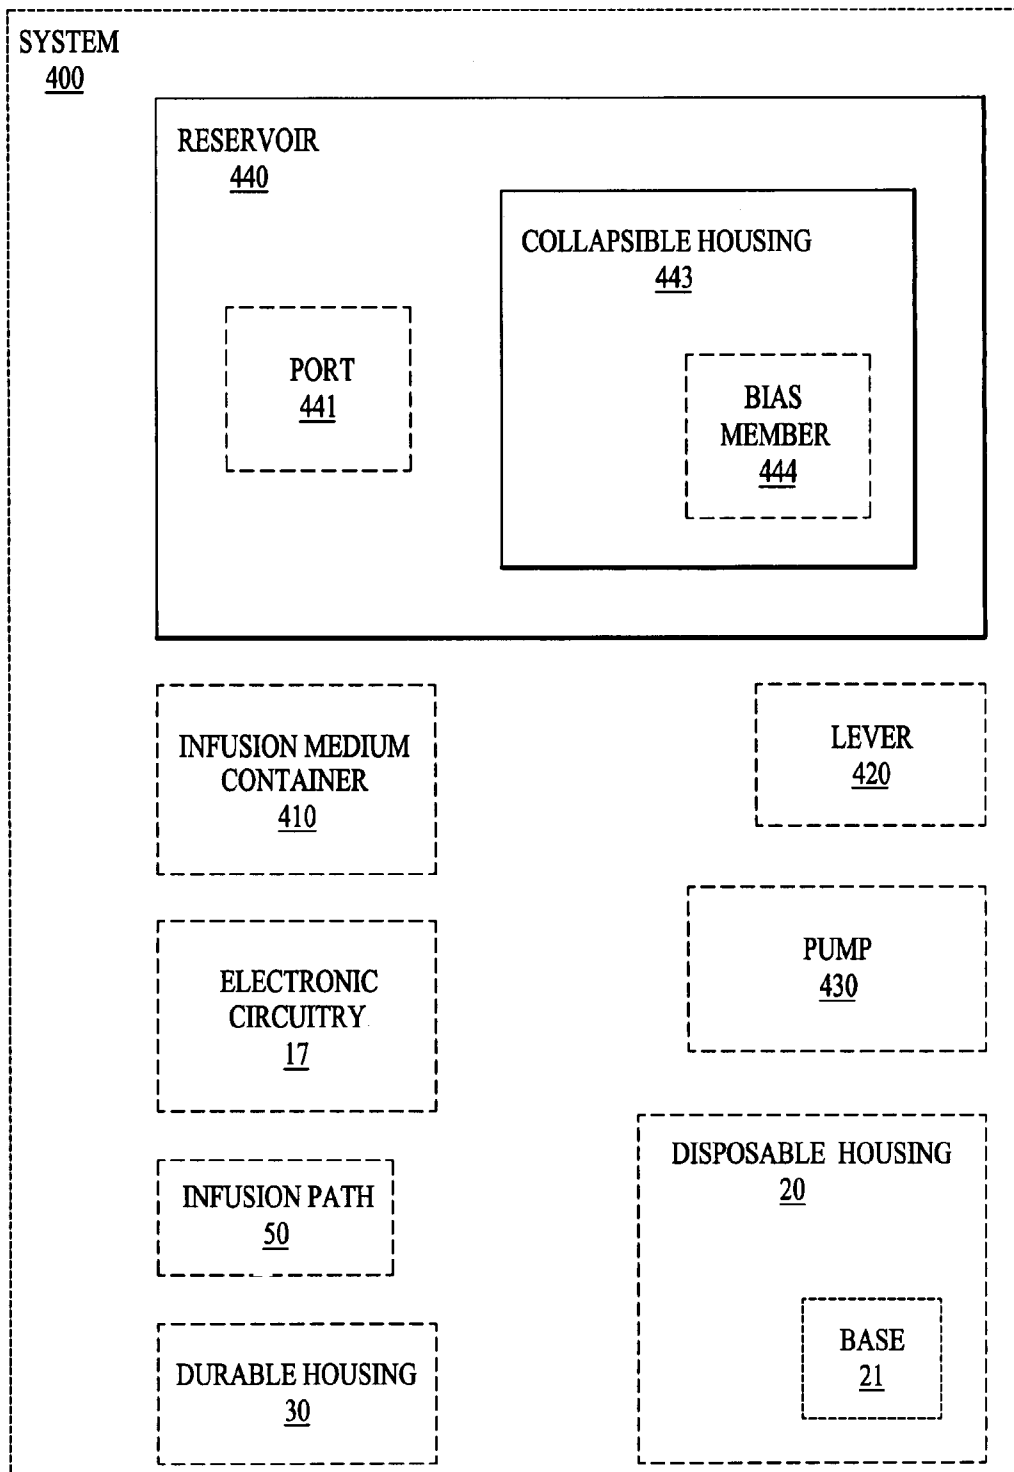 SYSTEM
400
RESERVOIR
440
COLLAPSIBLE HOUSING
443
PORT
441
BIAS
MEMBER
444
INFUSION MEDIUM
CONTAINER
410
LEVER
420
ELECTRONIC
CIRCUITRY
17
PUMP
430
INFUSION PATH
50
DISPOSABLE HOUSING
20
BASE
21
DURABLE HOUSING
30